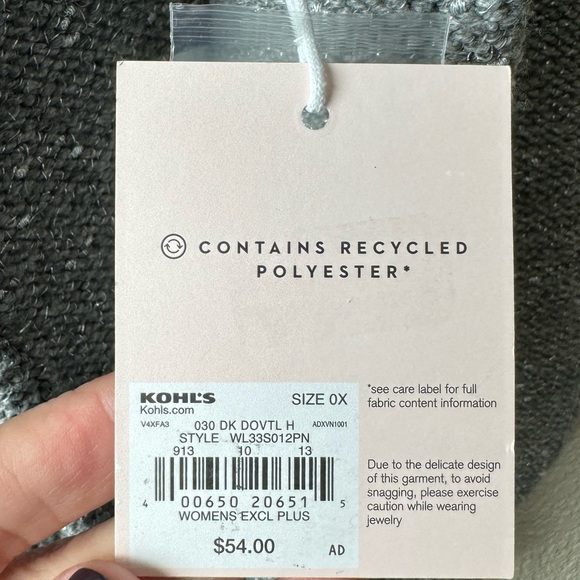 CONTAINS RECYCLED
POLYESTER*
KOHL'S SIZE 0X
Kohls.com
V4XFA3 030 DK DOVTL H ADXVN1001
STYLE WL33S012PN
913 10 13
4 00650 20651 5
WOMENS EXCL PLUS
$54.00 AD
*see care label for full
fabric content information
Due to the delicate design
of this garment, to avoid
snagging, please exercise
caution while wearing
jewelry